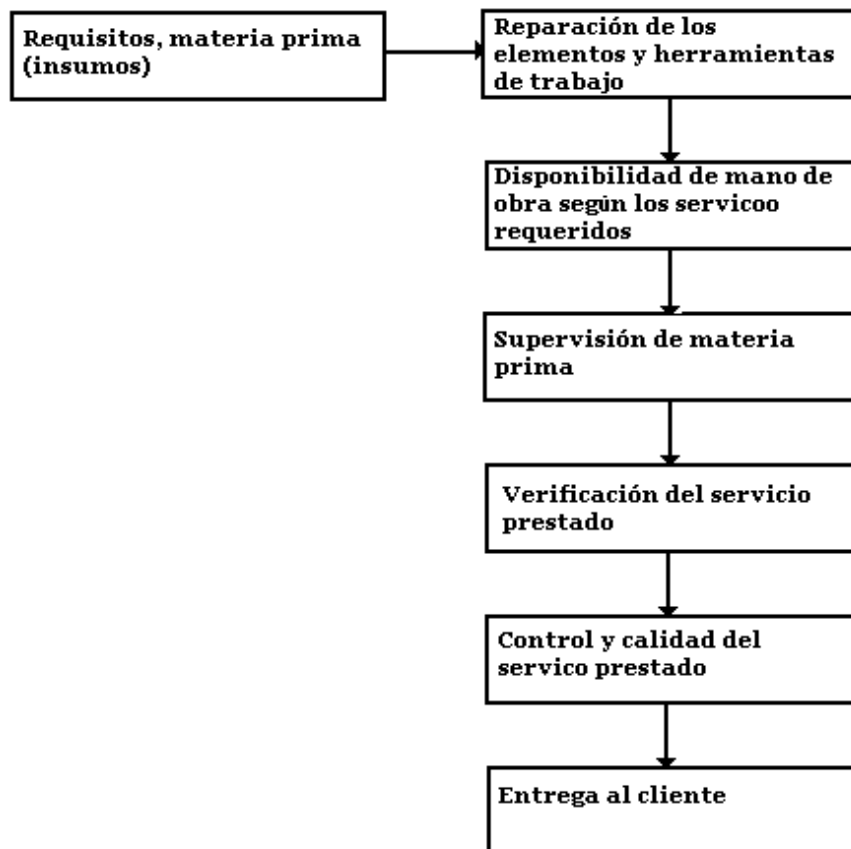 Requisitos, materia prima
(insumos)
Reparación de los
elementos y herramientas
de trabajo
Disponibilidad de mano de
obra según los servicoo
requeridos
Supervisión de materia
prima
Verificación del servicio
prestado
Control y calidad del
servico prestado
Entrega al cliente